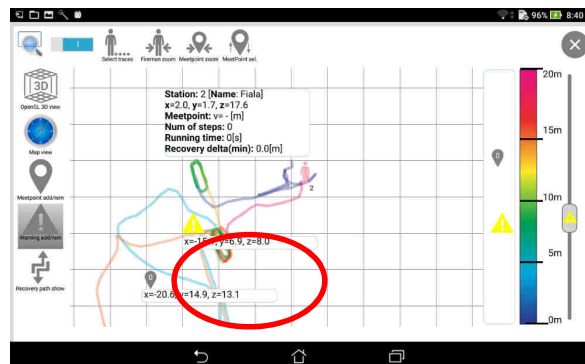 96% 8:40
I
Select traces
Fireman zoom
Meetpoint zoom
MeetPoint sel.
3D
OpenGL 3D view
Map view
Meetpoint add/rem
Warning add/rem
Recovery path show
Station: 2 [Name: Fiala]
x=2.0, y=1.7, z=17.6
Meetpoint: v= - [m]
Num of steps: 0
Running time: 0[s]
Recovery delta(min): 0.0[m]
2
y=6.9, z=8.0
0
x=-20.6, y=14.9, z=13.1
0
20m
15m
10m
5m
0m